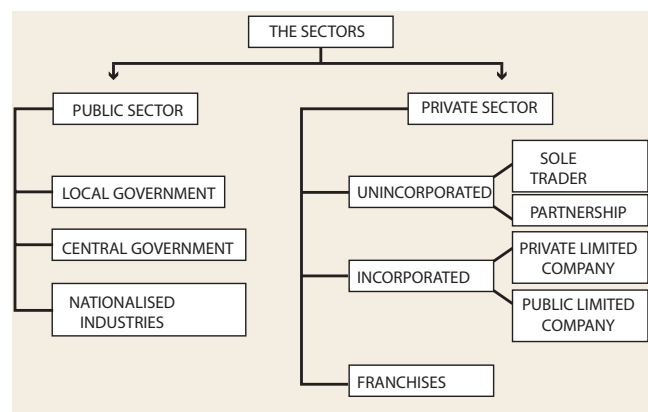 THE SECTORS
PUBLIC SECTOR
LOCAL GOVERNMENT
CENTRAL GOVERNMENT
NATIONALISED
INDUSTRIES
PRIVATE SECTOR
UNINCORPORATED
SOLE
TRADER
PARTNERSHIP
INCORPORATED
PRIVATE LIMITED
COMPANY
PUBLIC LIMITED
COMPANY
FRANCHISES